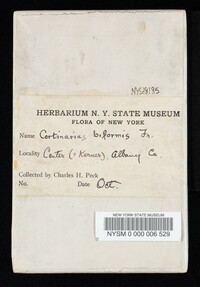 HERBARIUM N. Y. STATE MUSEUM
FLORA OF NEW YORK
Name Cortinarius biformis Fr.
Locality Center (= Karner), Albany Co
Collected by Charles H. Peck
No. Date Oct.
NEW YORK STATE MUSEUM
NYSM 0 000 006 529